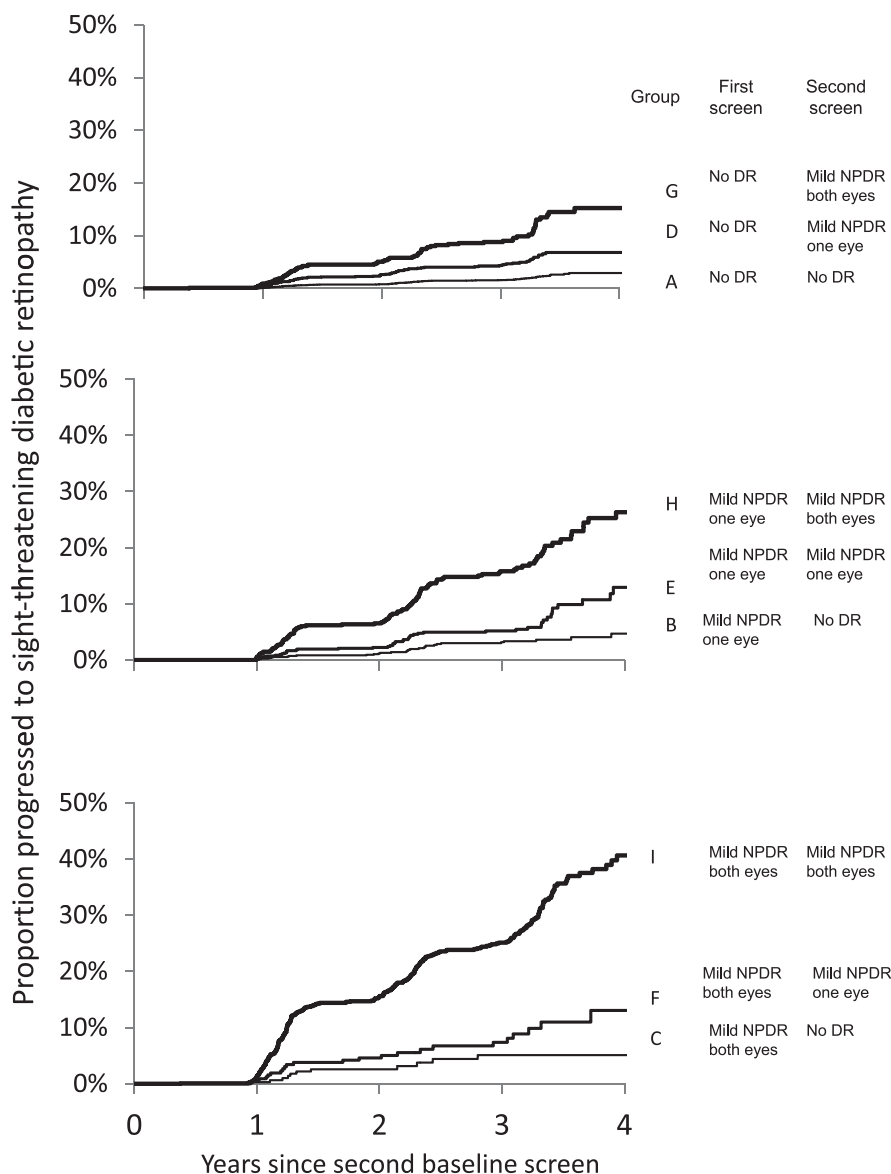 Proportion progressed to sight-threatening diabetic retinopathy
50%
40%
30%
20%
10%
0%
Group
First
screen
Second
screen
G
No DR
Mild NPDR
both eyes
D
No DR
Mild NPDR
one eye
A
No DR
No DR
50%
40%
30%
20%
10%
0%
H
Mild NPDR
one eye
Mild NPDR
both eyes
E
Mild NPDR
one eye
Mild NPDR
one eye
B
Mild NPDR
one eye
No DR
50%
40%
30%
20%
10%
0%
I
Mild NPDR
both eyes
Mild NPDR
both eyes
F
Mild NPDR
both eyes
Mild NPDR
one eye
C
Mild NPDR
both eyes
No DR
0 1 2 3 4
Years since second baseline screen